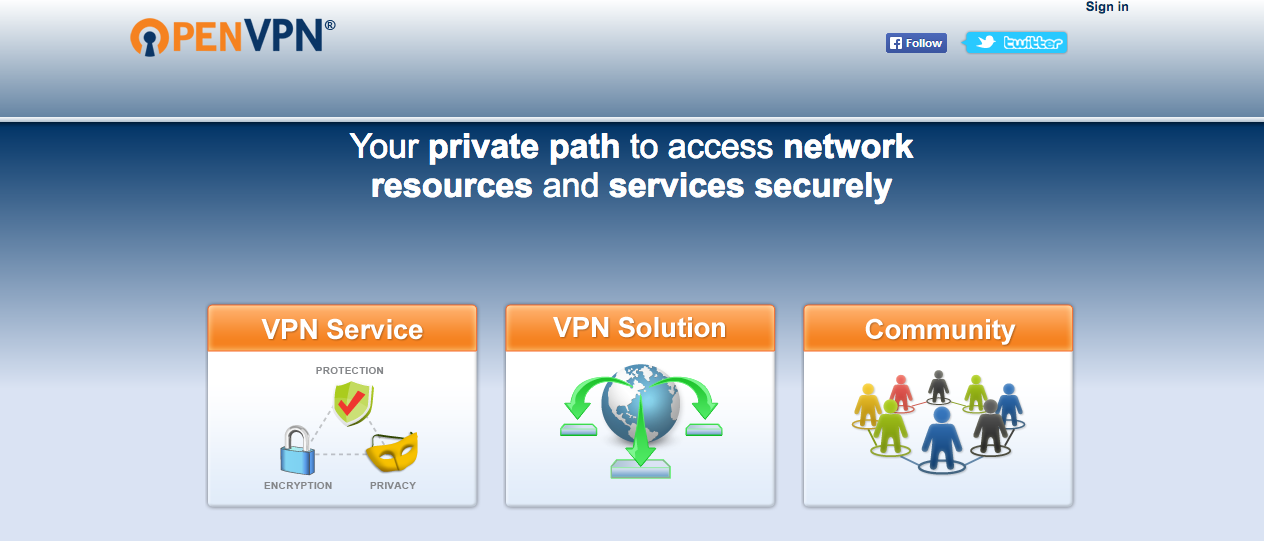 Sign in
OPENVPN®
Follow
twitter
Your private path to access network
resources and services securely
VPN Service
VPN Solution
Community
PROTECTION
ENCRYPTION
PRIVACY